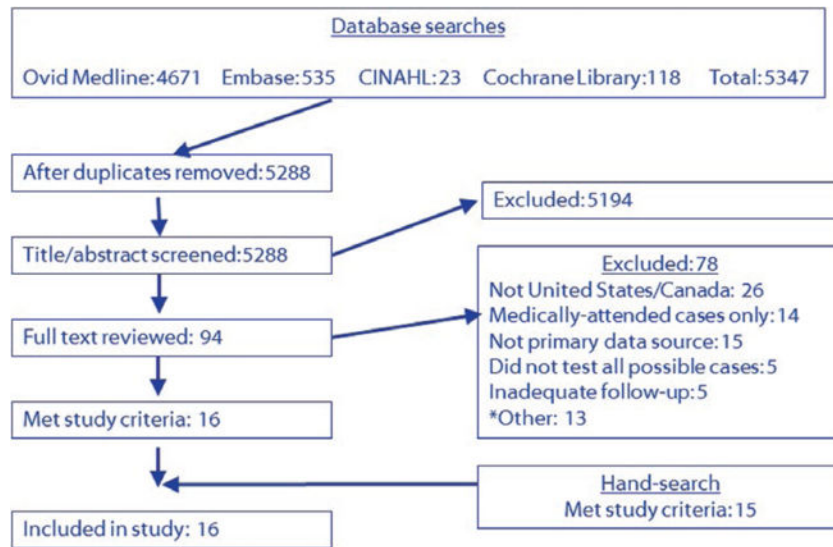 Database searches
Ovid Medline:4671 Embase:535 CINAHL:23 Cochrane Library:118 Total:5347
After duplicates removed:5288
Excluded:5194
Title/abstract screened:5288
Excluded:78
Not United States/Canada: 26
Medically-attended cases only:14
Not primary data source:15
Did not test all possible cases:5
Inadequate follow-up:5
*Other: 13
Full text reviewed: 94
Met study criteria: 16
Hand-search
Met study criteria:15
Included in study: 16